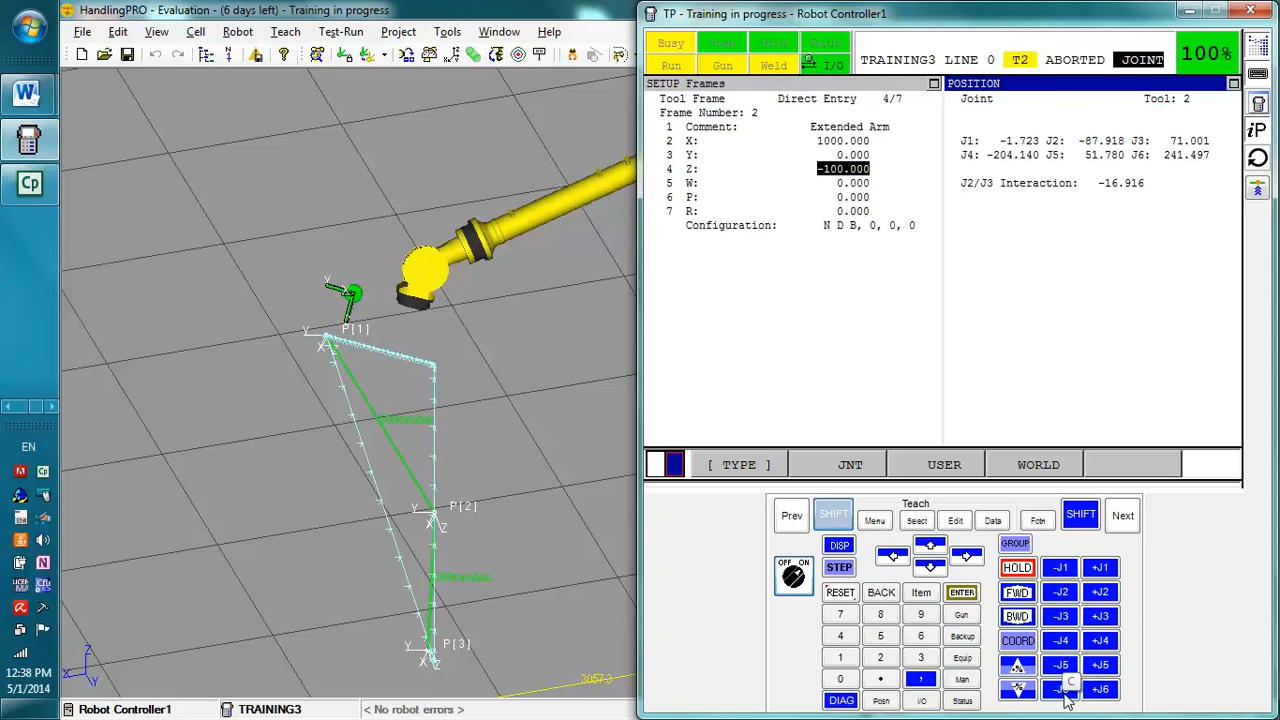 HandlingPRO - Evaluation - (6 days left) - Training in progress
File Edit View Cell Robot Teach Test-Run Project Tools Window Help
TP - Training in progress - Robot Controller1
Busy
Run Gun Weld I/O
TRAINING3 LINE 0 T2 ABORTED JOINT
100%
SETUP Frames
Tool Frame Direct Entry 4/7
Frame Number: 2
1 Comment: Extended Arm
2 X: 1000.000
3 Y: 0.000
4 Z: -100.000
5 W: 0.000
6 P: 0.000
7 R: 0.000
Configuration: N D B, 0, 0, 0
POSITION
Joint Tool: 2
J1: -1.723 J2: -87.918 J3: 71.001
J4: -204.140 J5: 51.780 J6: 241.497
J2/J3 Interaction: -16.916
iP
[ TYPE ] JNT USER WORLD
Y
Y P[1]
X
Y P[2]
X Z
Y P[3]
X Z
3057.3
Z
X Y
Teach
Prev SHIFT Menu Select Edit Data Fctn SHIFT Next
DISP GROUP
OFF ON STEP HOLD -J1 +J1
RESET BACK Item ENTER FWD -J2 +J2
7 8 9 Gun BWD -J3 +J3
4 5 6 Backup COORD -J4 +J4
1 2 3 Equip +% -J5 +J5
0 . , Man -% +J6
C
DIAG Posn I/O Status
W
Cp
EN
12:38 PM
5/1/2014
Robot Controller1 TRAINING3 < No robot errors >